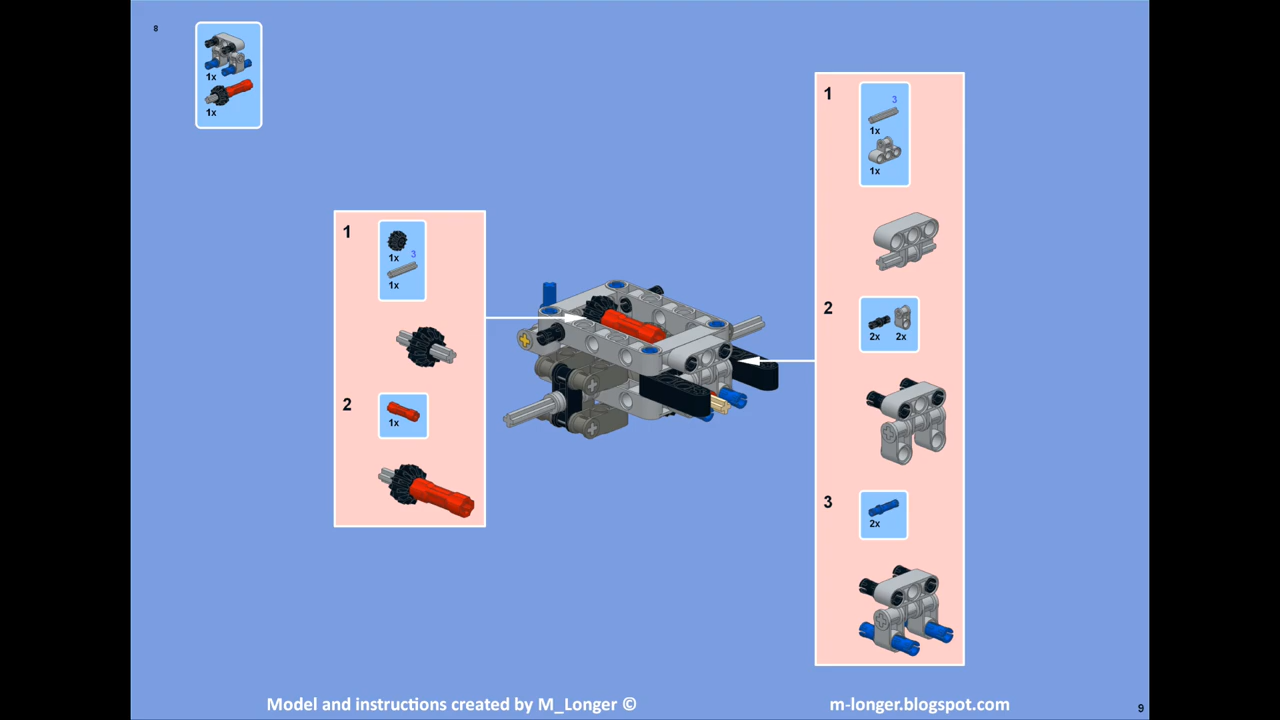 8
1x
1x
1
1x
3
1x
2
1x
1
3
1x
1x
2
2x 2x
3
2x
Model and instructions created by M_Longer © m-longer.blogspot.com
9